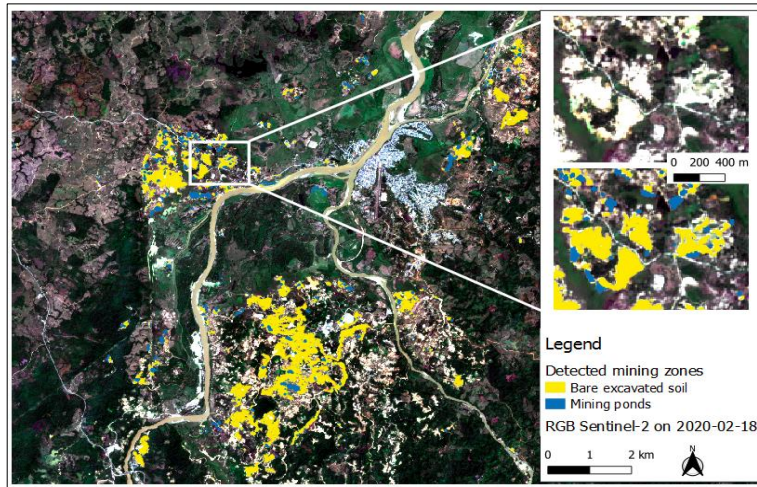 0 200 400 m
Legend
Detected mining zones
Bare excavated soil
Mining ponds
RGB Sentinel-2 on 2020-02-18
0 1 2 km
N